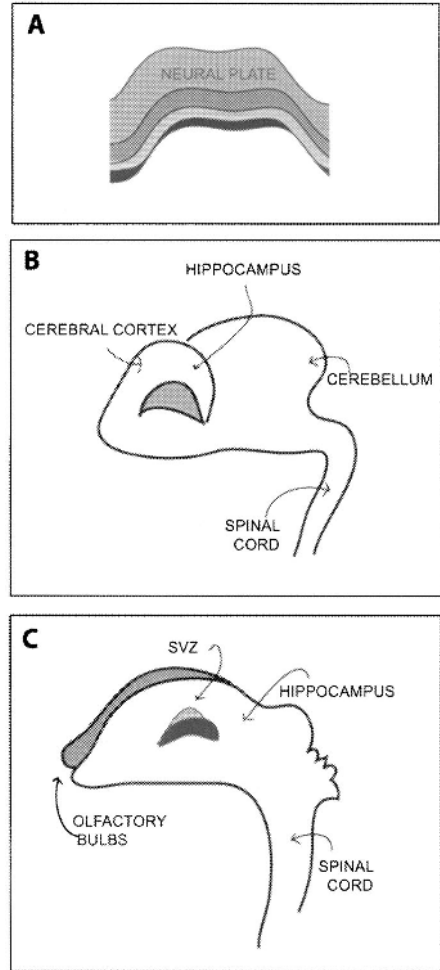 A
NEURAL PLATE
B
HIPPOCAMPUS
CEREBRAL CORTEX
CEREBELLUM
SPINAL
CORD
C
SVZ
HIPPOCAMPUS
OLFACTORY
BULBS
SPINAL
CORD